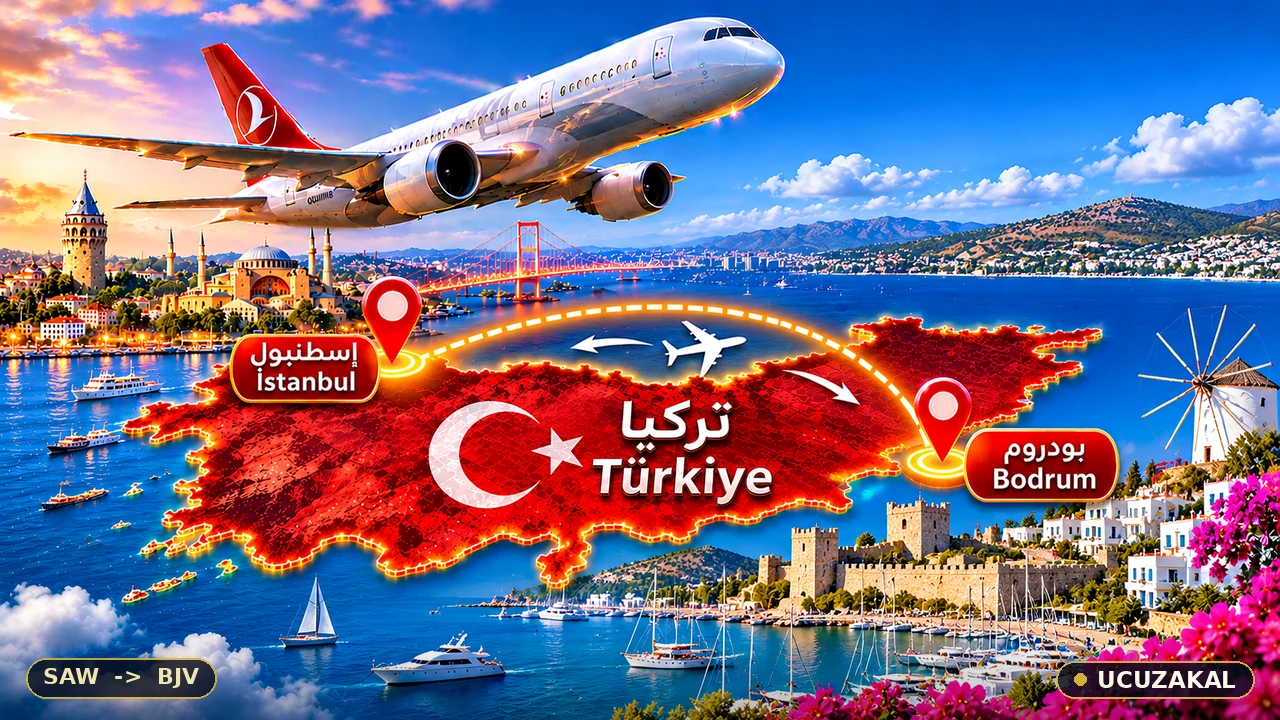 إسطنبول
İstanbul
تركيا
Türkiye
بودروم
Bodrum
SAW -> BJV
UCUZAKAL